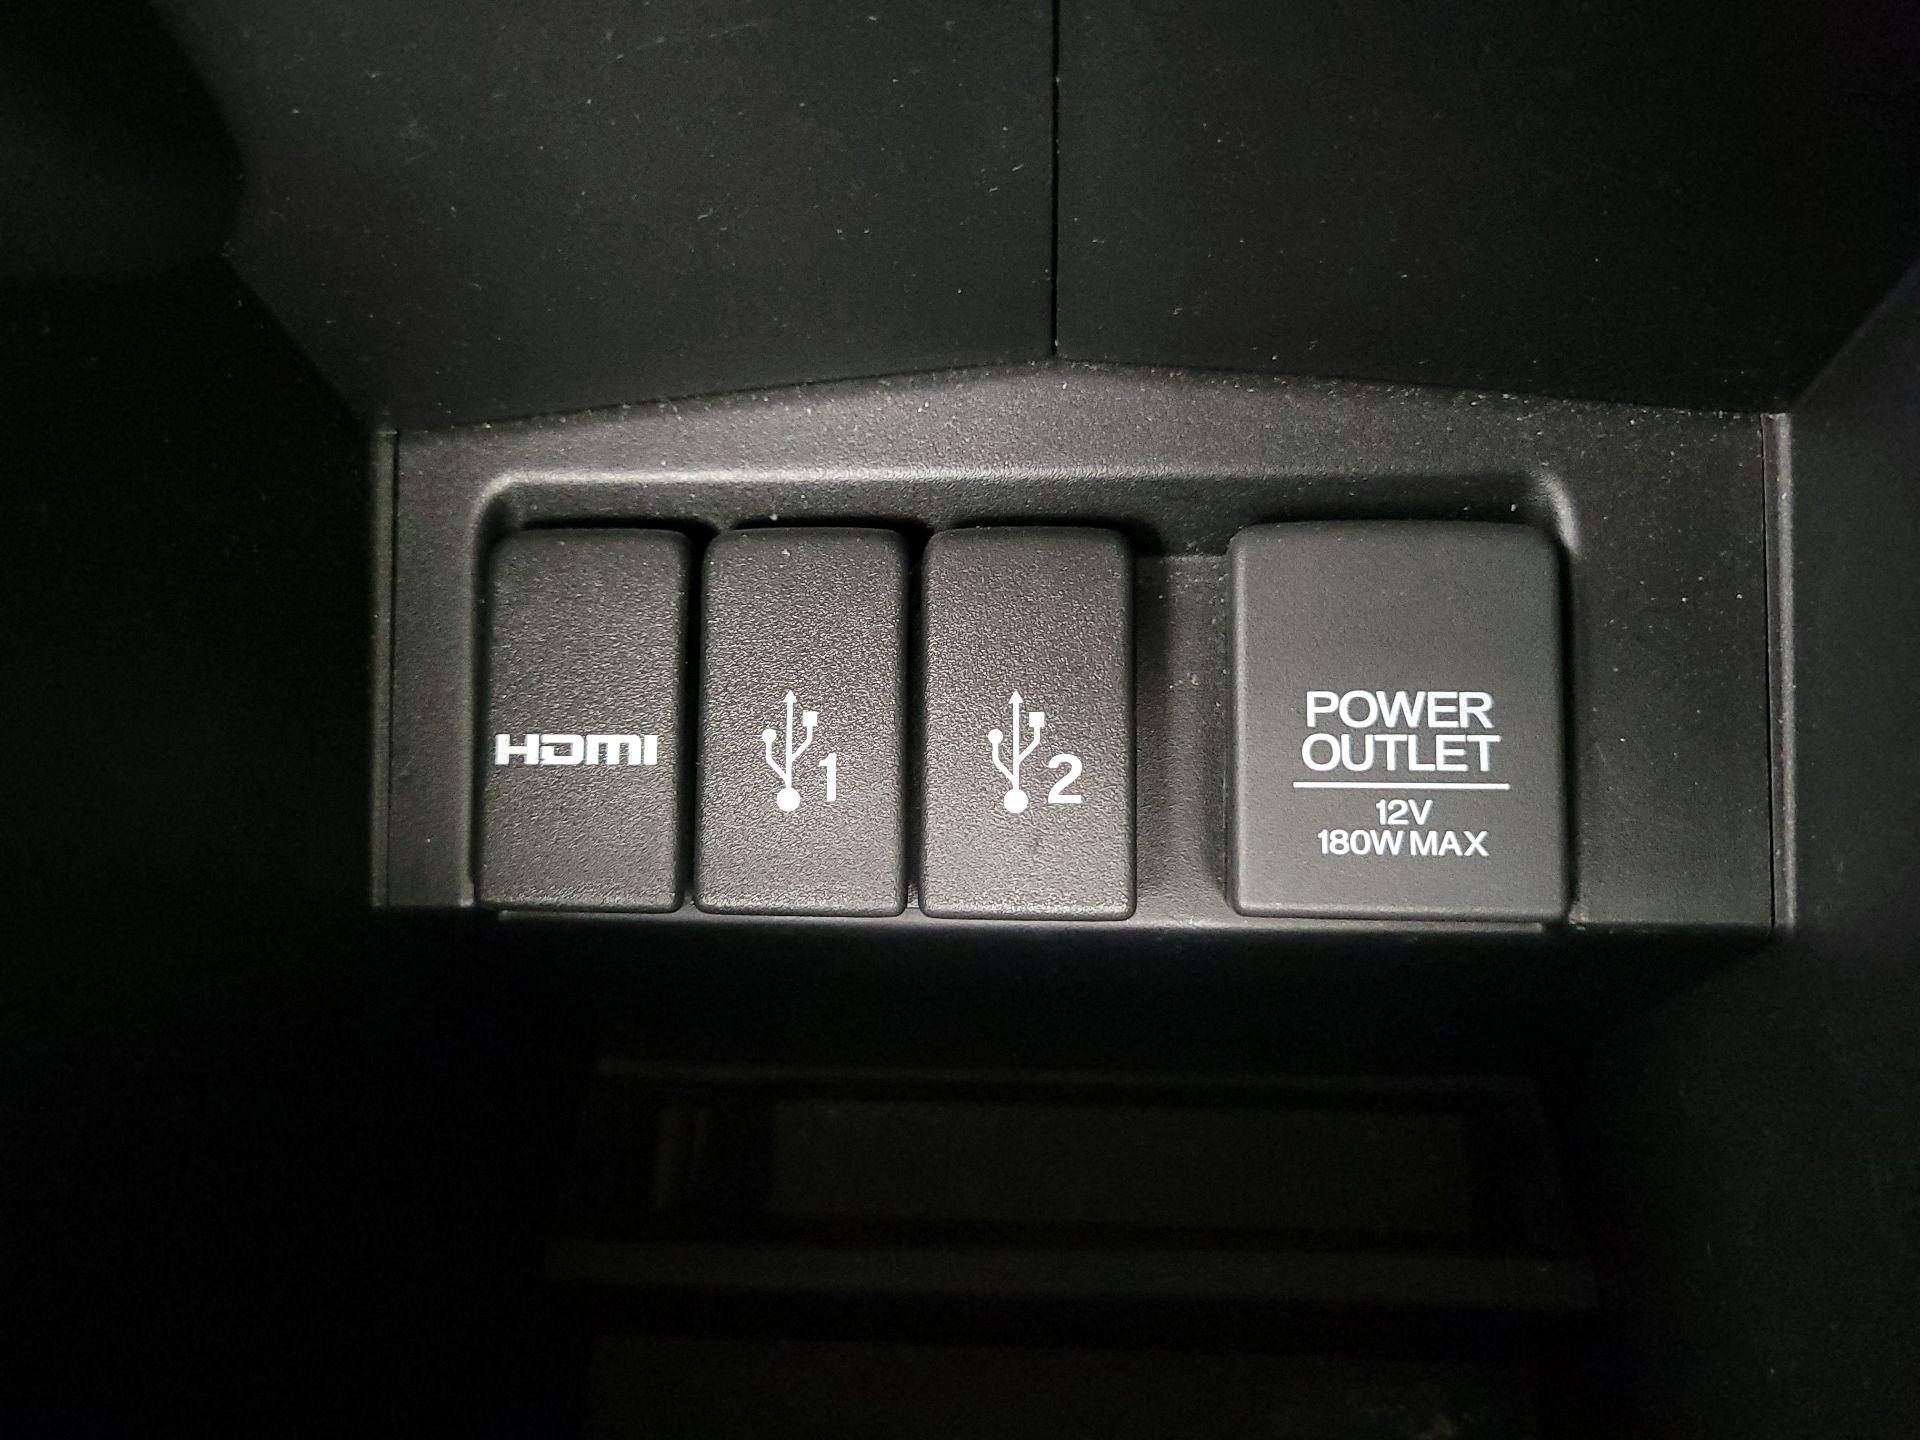 HDMI
1
2
POWER
OUTLET
12V
180W MAX